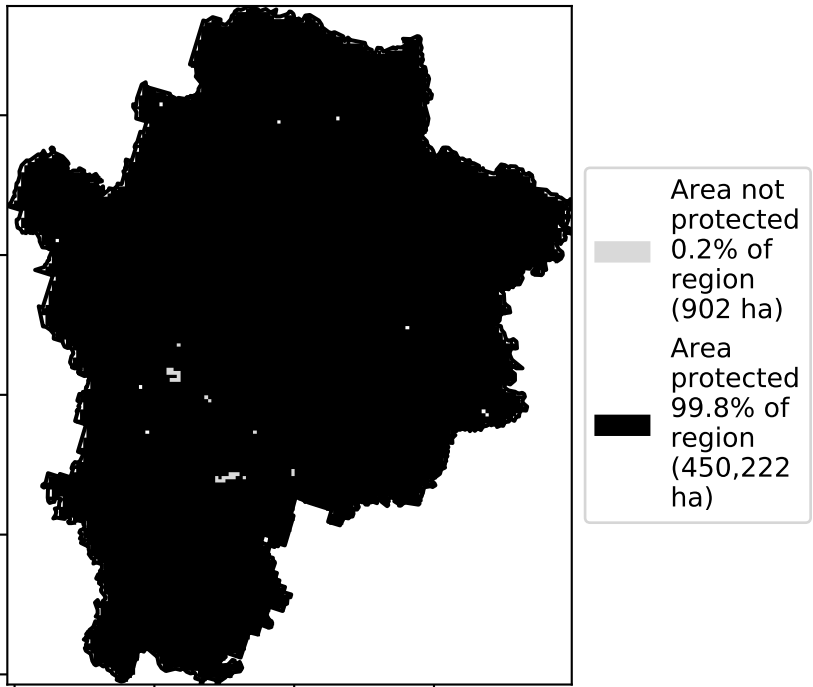 Area not
protected
0.2% of
region
(902 ha)
Area
protected
99.8% of
region
(450,222
ha)